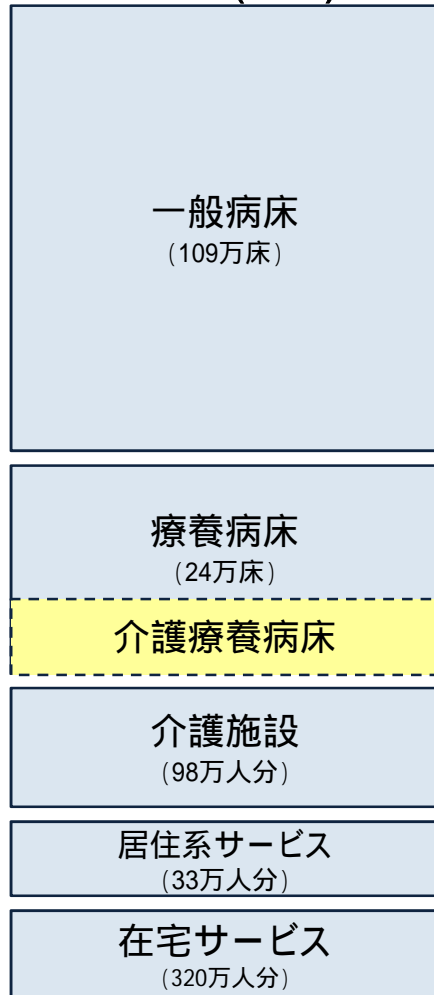 一般病床
(109万床)
療養病床
(24万床)
介護療養病床
介護施設
(98万人分)
居住系サービス
(33万人分)
在宅サービス
(320万人分)